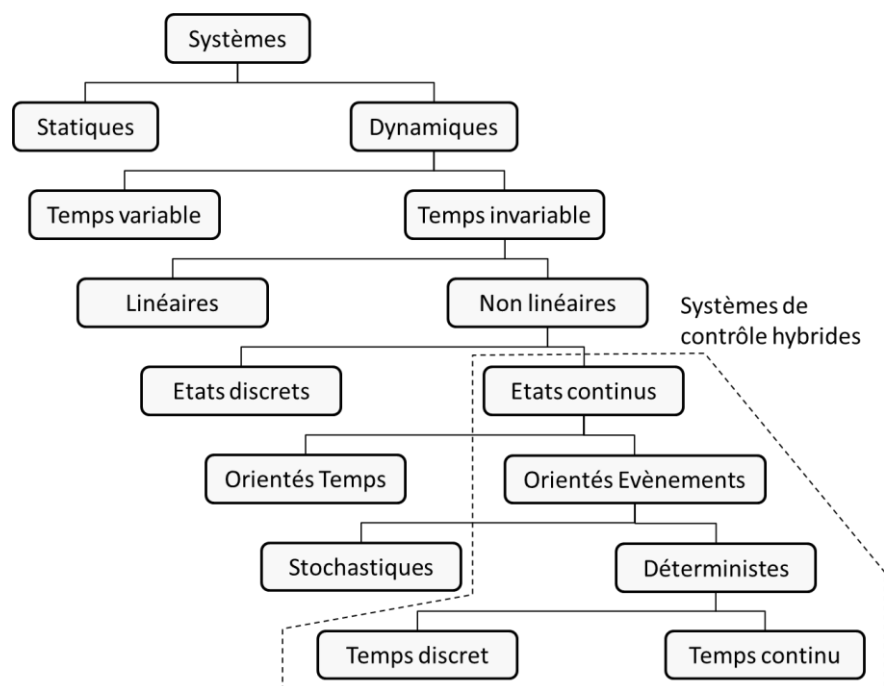 Systèmes
Statiques
Dynamiques
Temps variable
Temps invariable
Linéaires
Non linéaires
Systèmes de
contrôle hybrides
Etats discrets
Etats continus
Orientés Temps
Orientés Evènements
Stochastiques
Déterministes
Temps discret
Temps continu